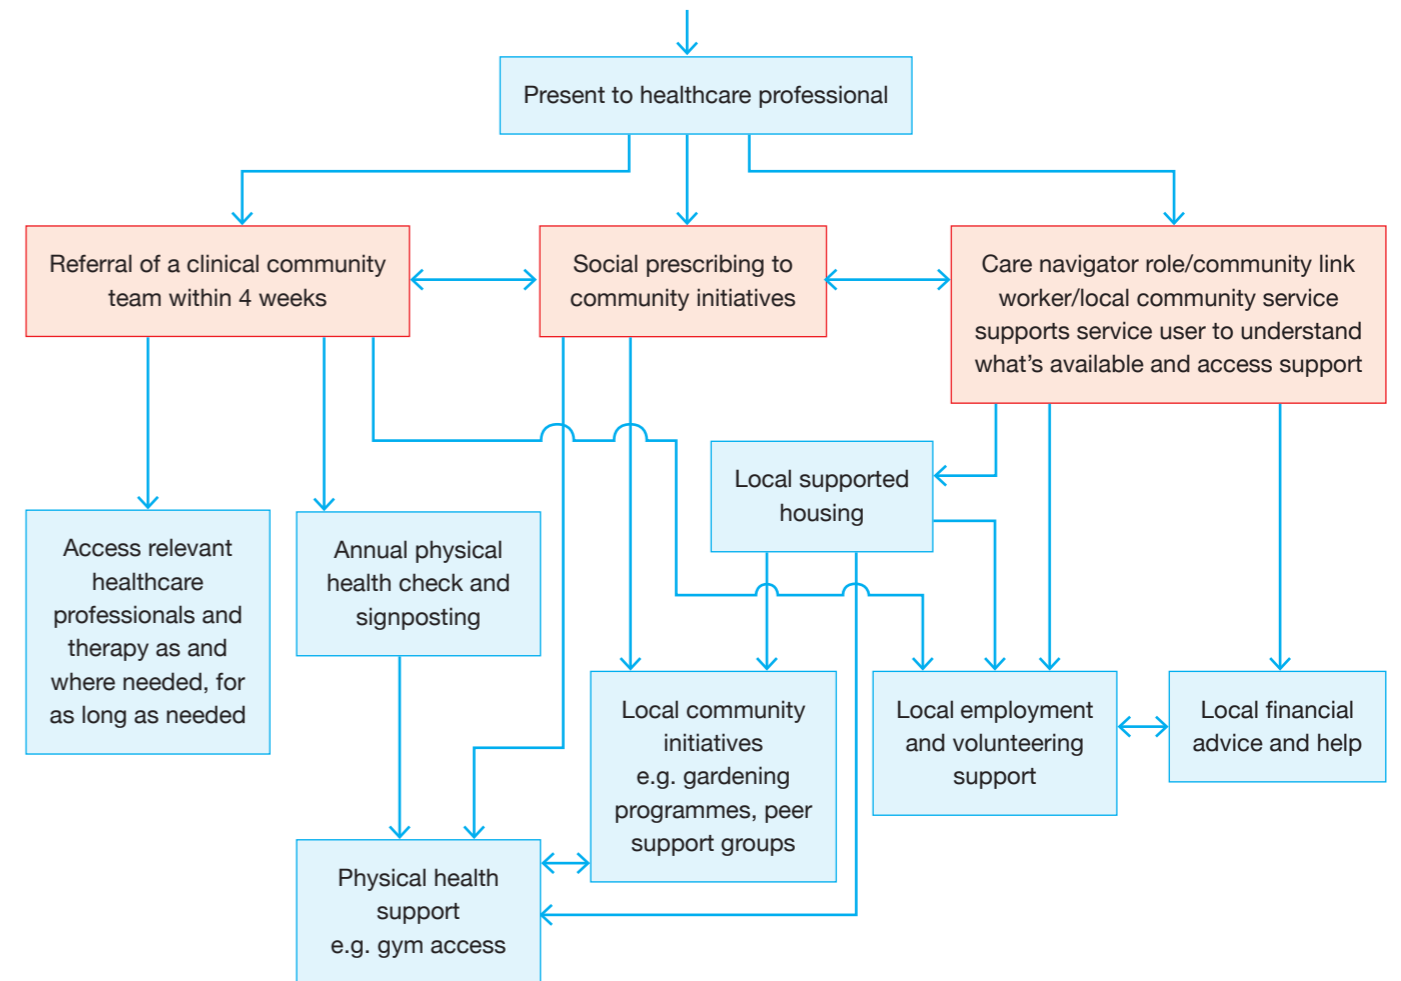 Present to healthcare professional
Referral of a clinical community
team within 4 weeks
Social prescribing to
community initiatives
Care navigator role/community link
worker/local community service
supports service user to understand
what’s available and access support
Local supported
housing
Access relevant
healthcare
professionals and
therapy as and
where needed, for
as long as needed
Annual physical
health check and
signposting
Local community
initiatives
e.g. gardening
programmes, peer
support groups
Local employment
and volunteering
support
Local financial
advice and help
Physical health
support
e.g. gym access